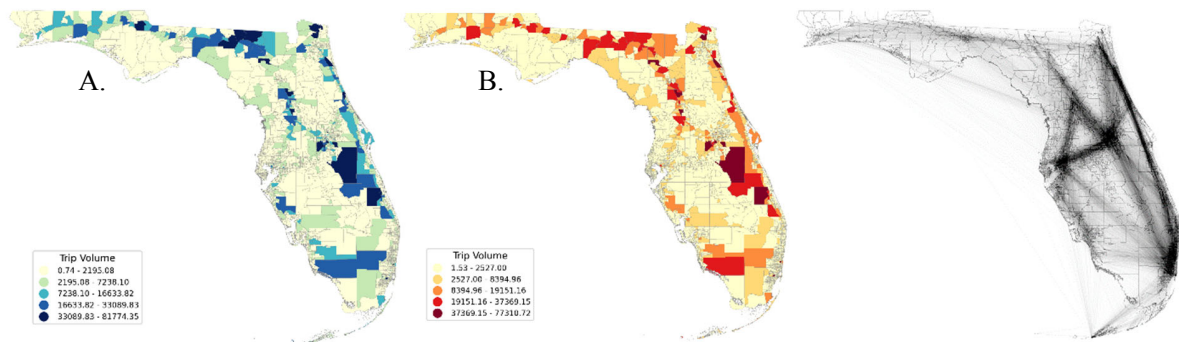 A.
Trip Volume
0.74 - 2195.08
2195.08 - 7238.10
7238.10 - 16633.82
16633.82 - 33089.83
33089.83 - 81774.35
B.
Trip Volume
1.53 - 2527.00
2527.00 - 8394.96
8394.96 - 19151.16
19151.16 - 37369.15
37369.15 - 77310.72